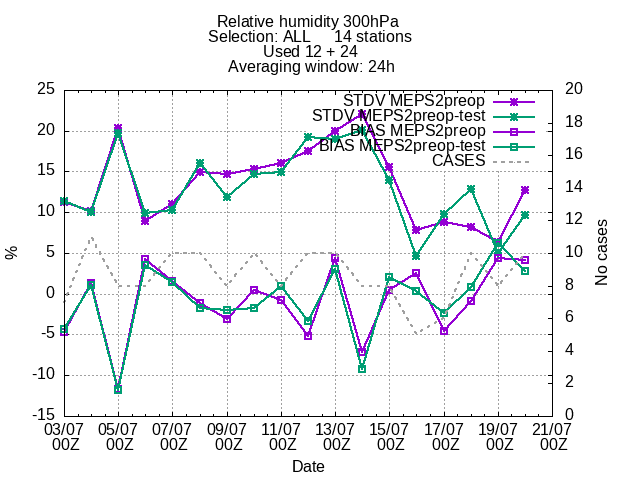 Relative humidity 300hPa
Selection: ALL 14 stations
Used 12 + 24
Averaging window: 24h
STDV MEPS2preop
STDV MEPS2preop-test
BIAS MEPS2preop
BIAS MEPS2preop-test
CASES
25
20
15
10
5
0
-5
-10
-15
%
20
18
16
14
12
10
8
6
4
2
0
No cases
03/07 05/07 07/07 09/07 11/07 13/07 15/07 17/07 19/07 21/07
00Z 00Z 00Z 00Z 00Z 00Z 00Z 00Z 00Z 00Z
Date